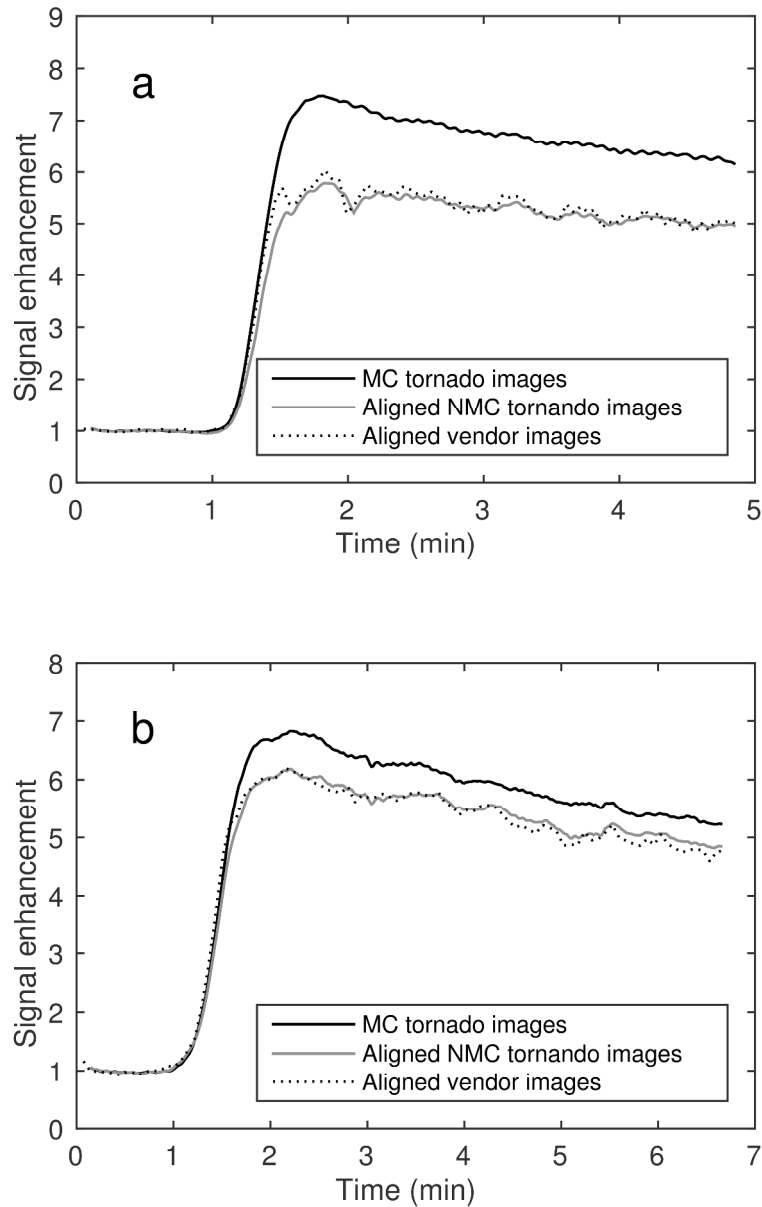 9
8
7
6
5
4
3
2
1
0
Signal enhancement
a
MC tornado images
Aligned NMC tornando images
Aligned vendor images
0 1 2 3 4 5
Time (min)
8
7
6
5
4
3
2
1
0
Signal enhancement
b
MC tornado images
Aligned NMC tornando images
Aligned vendor images
0 1 2 3 4 5 6 7
Time (min)